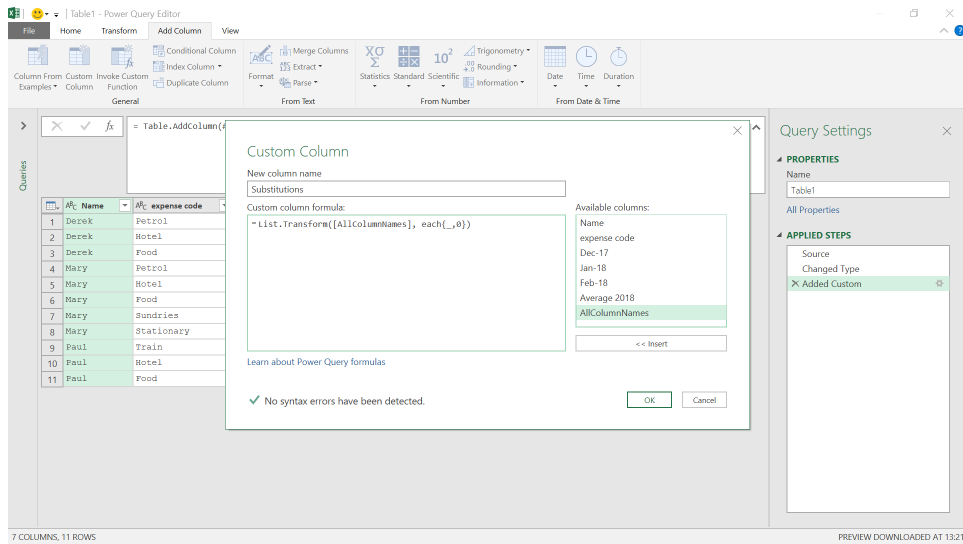 Table1 - Power Query Editor
File Home Transform Add Column View
Column From Examples
Custom Column
Invoke Custom Function
Conditional Column
Index Column
Duplicate Column
General
Format
Merge Columns
Extract
Parse
From Text
Statistics
Standard
Scientific
Trigonometry
Rounding
Information
From Number
Date
Time
Duration
From Date & Time
= Table.AddColumn(
Queries
Name expense code
1 Derek Petrol
2 Derek Hotel
3 Derek Food
4 Mary Petrol
5 Mary Hotel
6 Mary Food
7 Mary Sundries
8 Mary Stationary
9 Paul Train
10 Paul Hotel
11 Paul Food
Custom Column
New column name
Substitutions
Custom column formula:
=List.Transform([AllColumnNames], each{_,0})
Available columns:
Name
expense code
Dec-17
Jan-18
Feb-18
Average 2018
AllColumnNames
<< Insert
Learn about Power Query formulas
No syntax errors have been detected.
OK
Cancel
Query Settings
PROPERTIES
Name
Table1
All Properties
APPLIED STEPS
Source
Changed Type
Added Custom
7 COLUMNS, 11 ROWS
PREVIEW DOWNLOADED AT 13:21